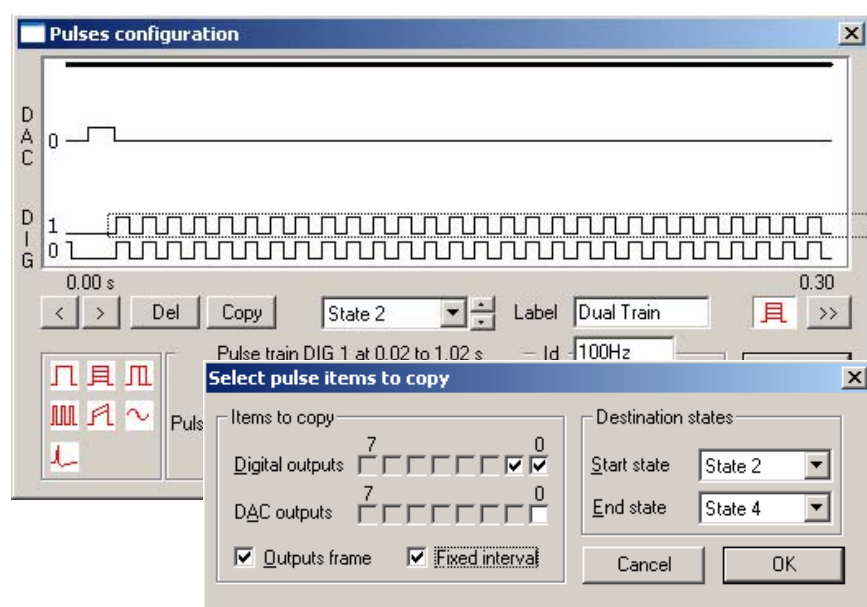 Pulses configuration
DAC
0
DIG
1
0
0.00 s
0.30
< > Del Copy State 2 Label Dual Train >>
Pulse train DIG 1 at 0.02 to 1.02 s Id 100Hz
Select pulse items to copy
Items to copy
7 0
Digital outputs
7 0
DAC outputs
Outputs frame Fixed interval
Destination states
Start state State 2
End state State 4
Cancel OK